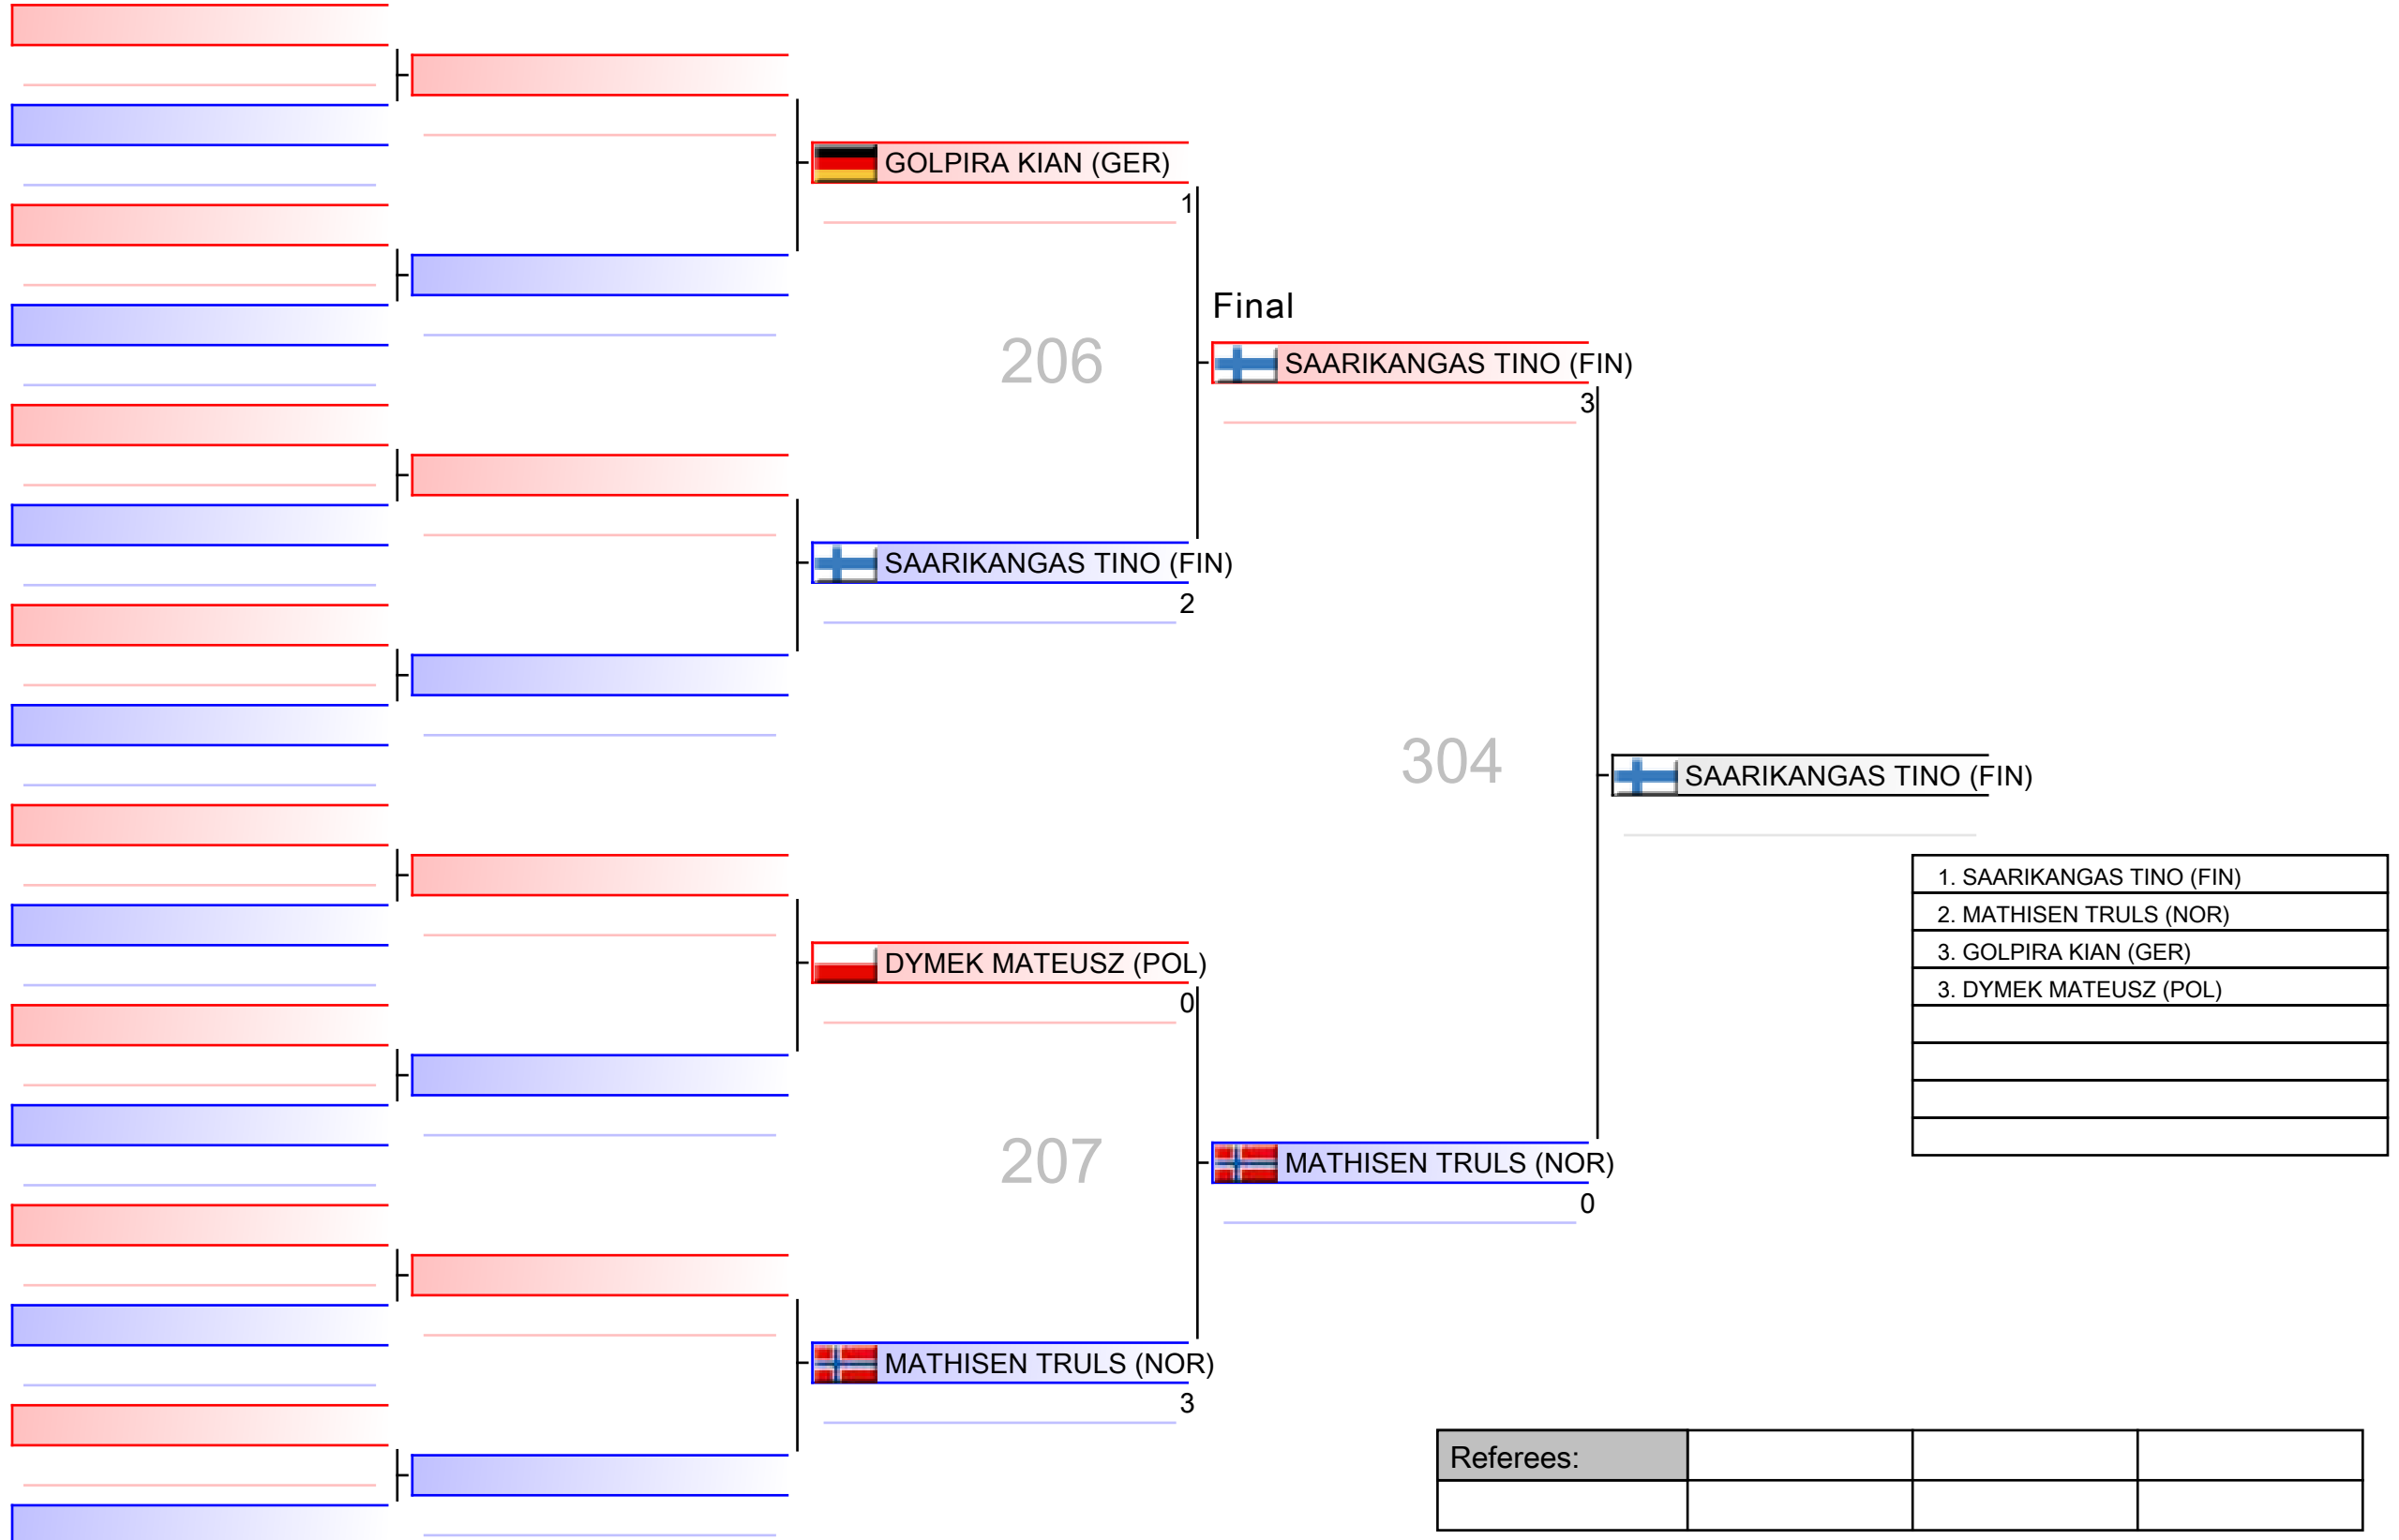 GOLPIRA KIAN (GER)
1
206
SAARIKANGAS TINO (FIN)
2
Final
SAARIKANGAS TINO (FIN)
3
304
SAARIKANGAS TINO (FIN)
DYMEK MATEUSZ (POL)
0
207
MATHISEN TRULS (NOR)
3
MATHISEN TRULS (NOR)
0
1. SAARIKANGAS TINO (FIN)
2. MATHISEN TRULS (NOR)
3. GOLPIRA KIAN (GER)
3. DYMEK MATEUSZ (POL)
Referees: